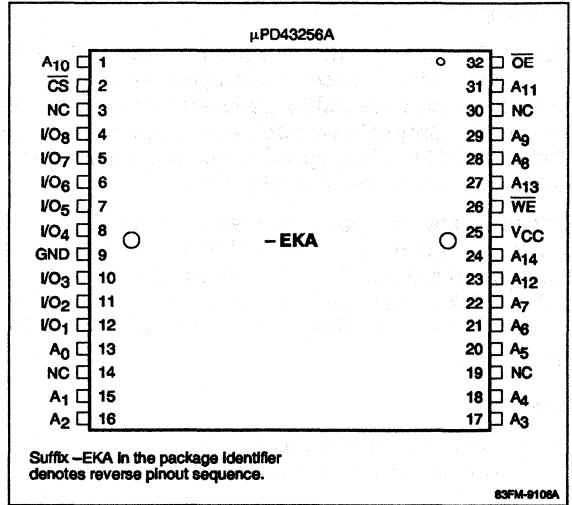 μPD43256A
A10 1 32 OE
CS 2 31 A11
NC 3 30 NC
I/O8 4 29 A9
I/O7 5 28 A8
I/O6 6 27 A13
I/O5 7 26 WE
I/O4 8 25 VCC
GND 9 –EKA 24 A14
I/O3 10 23 A12
I/O2 11 22 A7
I/O1 12 21 A6
A0 13 20 A5
NC 14 19 NC
A1 15 18 A4
A2 16 17 A3
Suffix –EKA in the package identifier
denotes reverse pinout sequence.
83FM-9106A